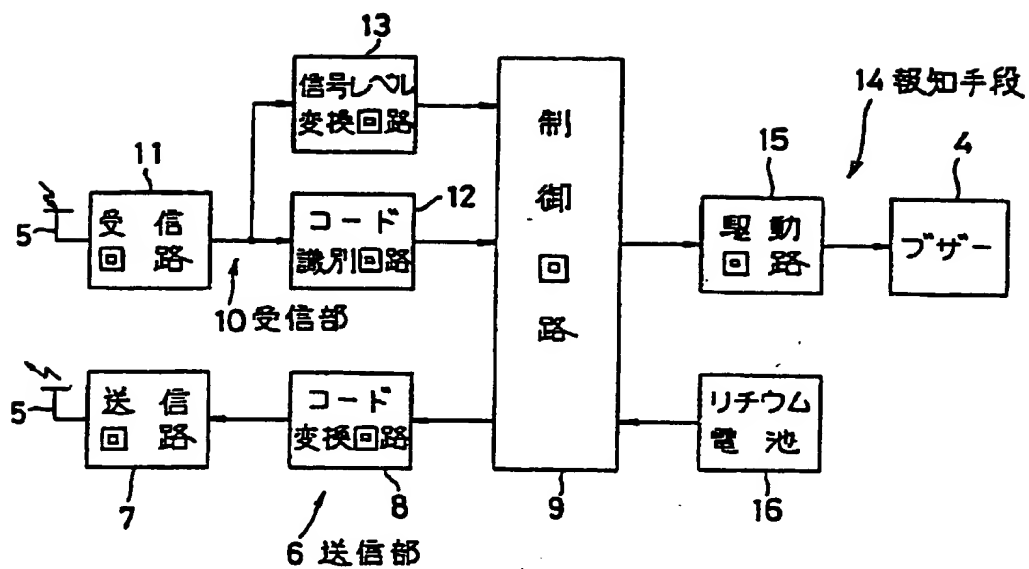 13
信号レベル
変換回路
制御回路
14 報知手段
11
5
受信
回路
12
コード
識別回路
10 受信部
15
駆動
回路
4
ブザー
5
送信
回路
7
コード
変換回路
8
6 送信部
9
リチウム
電池
16